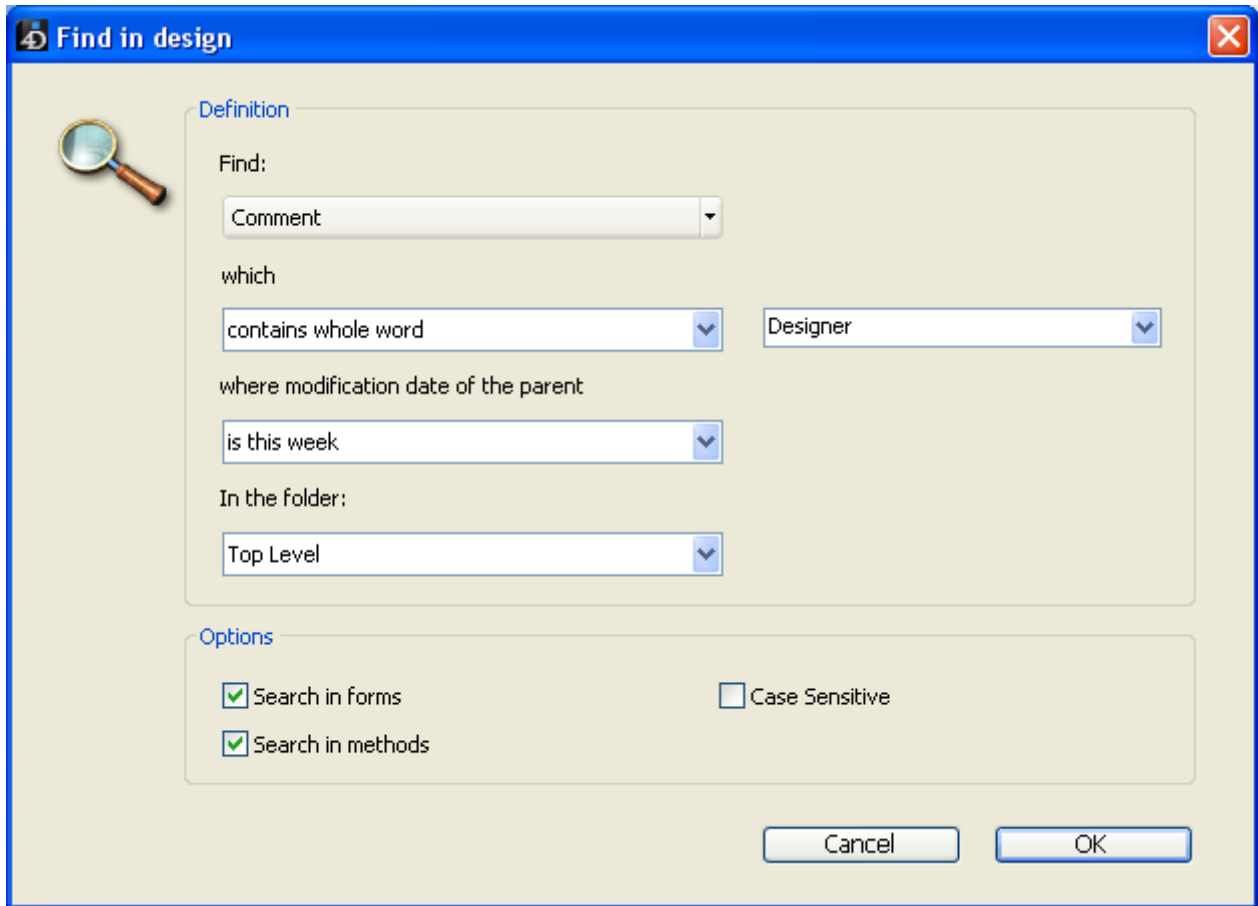 4D Find in design
Definition
Find:
Comment
which
contains whole word
Designer
where modification date of the parent
is this week
In the folder:
Top Level
Options
Search in forms
Case Sensitive
Search in methods
Cancel
OK